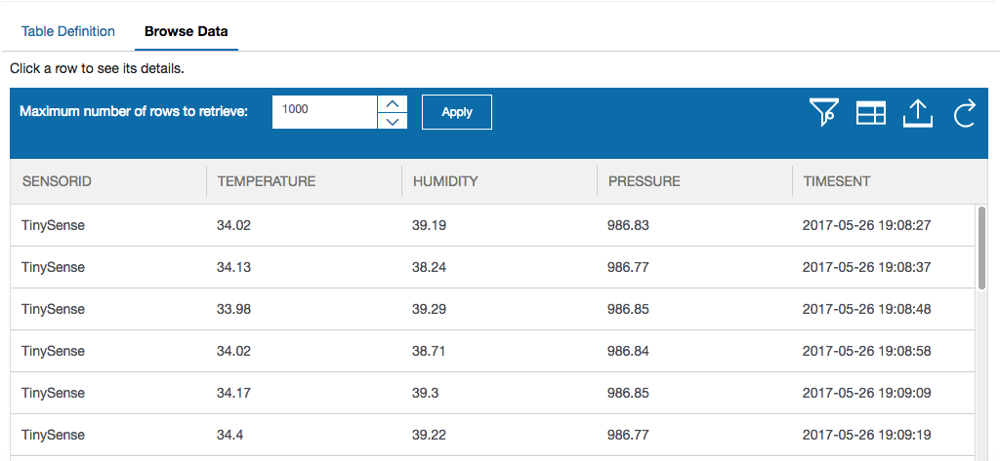 Table Definition Browse Data
Click a row to see its details.
Maximum number of rows to retrieve: 1000 Apply
SENSORID TEMPERATURE HUMIDITY PRESSURE TIMESENT
TinySense 34.02 39.19 986.83 2017-05-26 19:08:27
TinySense 34.13 38.24 986.77 2017-05-26 19:08:37
TinySense 33.98 39.29 986.85 2017-05-26 19:08:48
TinySense 34.02 38.71 986.84 2017-05-26 19:08:58
TinySense 34.17 39.3 986.85 2017-05-26 19:09:09
TinySense 34.4 39.22 986.77 2017-05-26 19:09:19